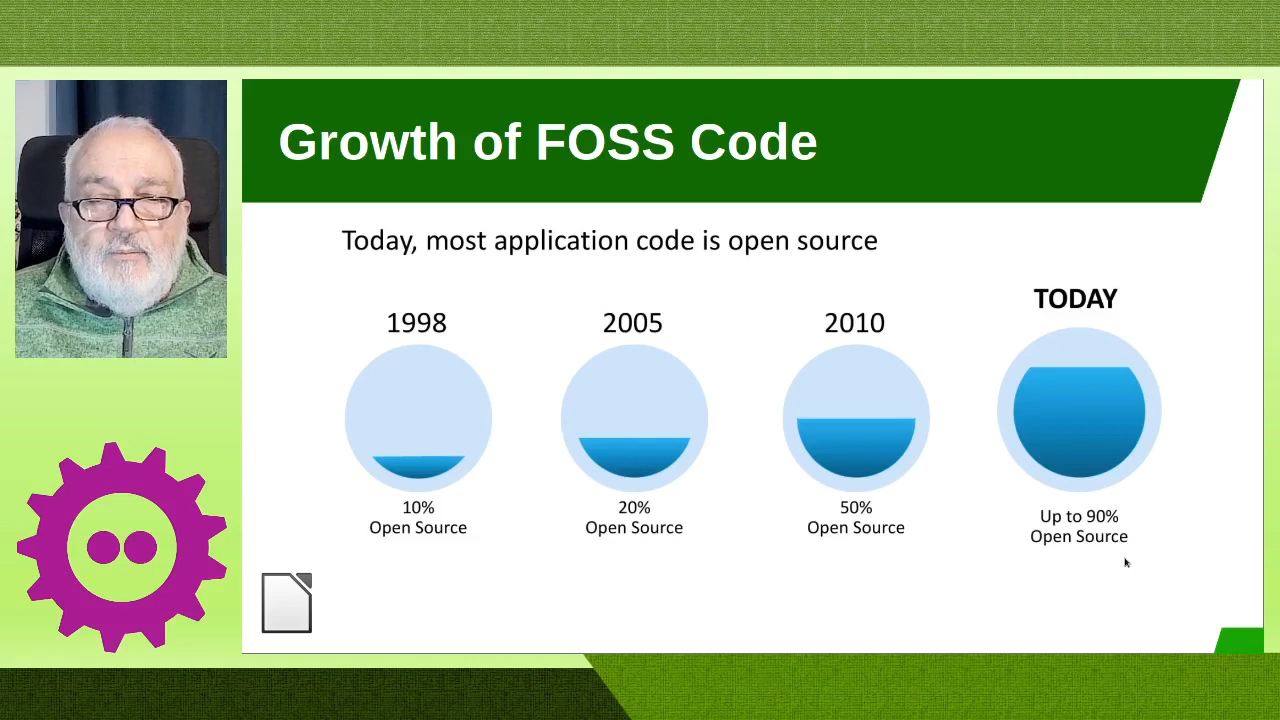 Growth of FOSS Code
Today, most application code is open source
1998
2005
2010
TODAY
10%
Open Source
20%
Open Source
50%
Open Source
Up to 90%
Open Source